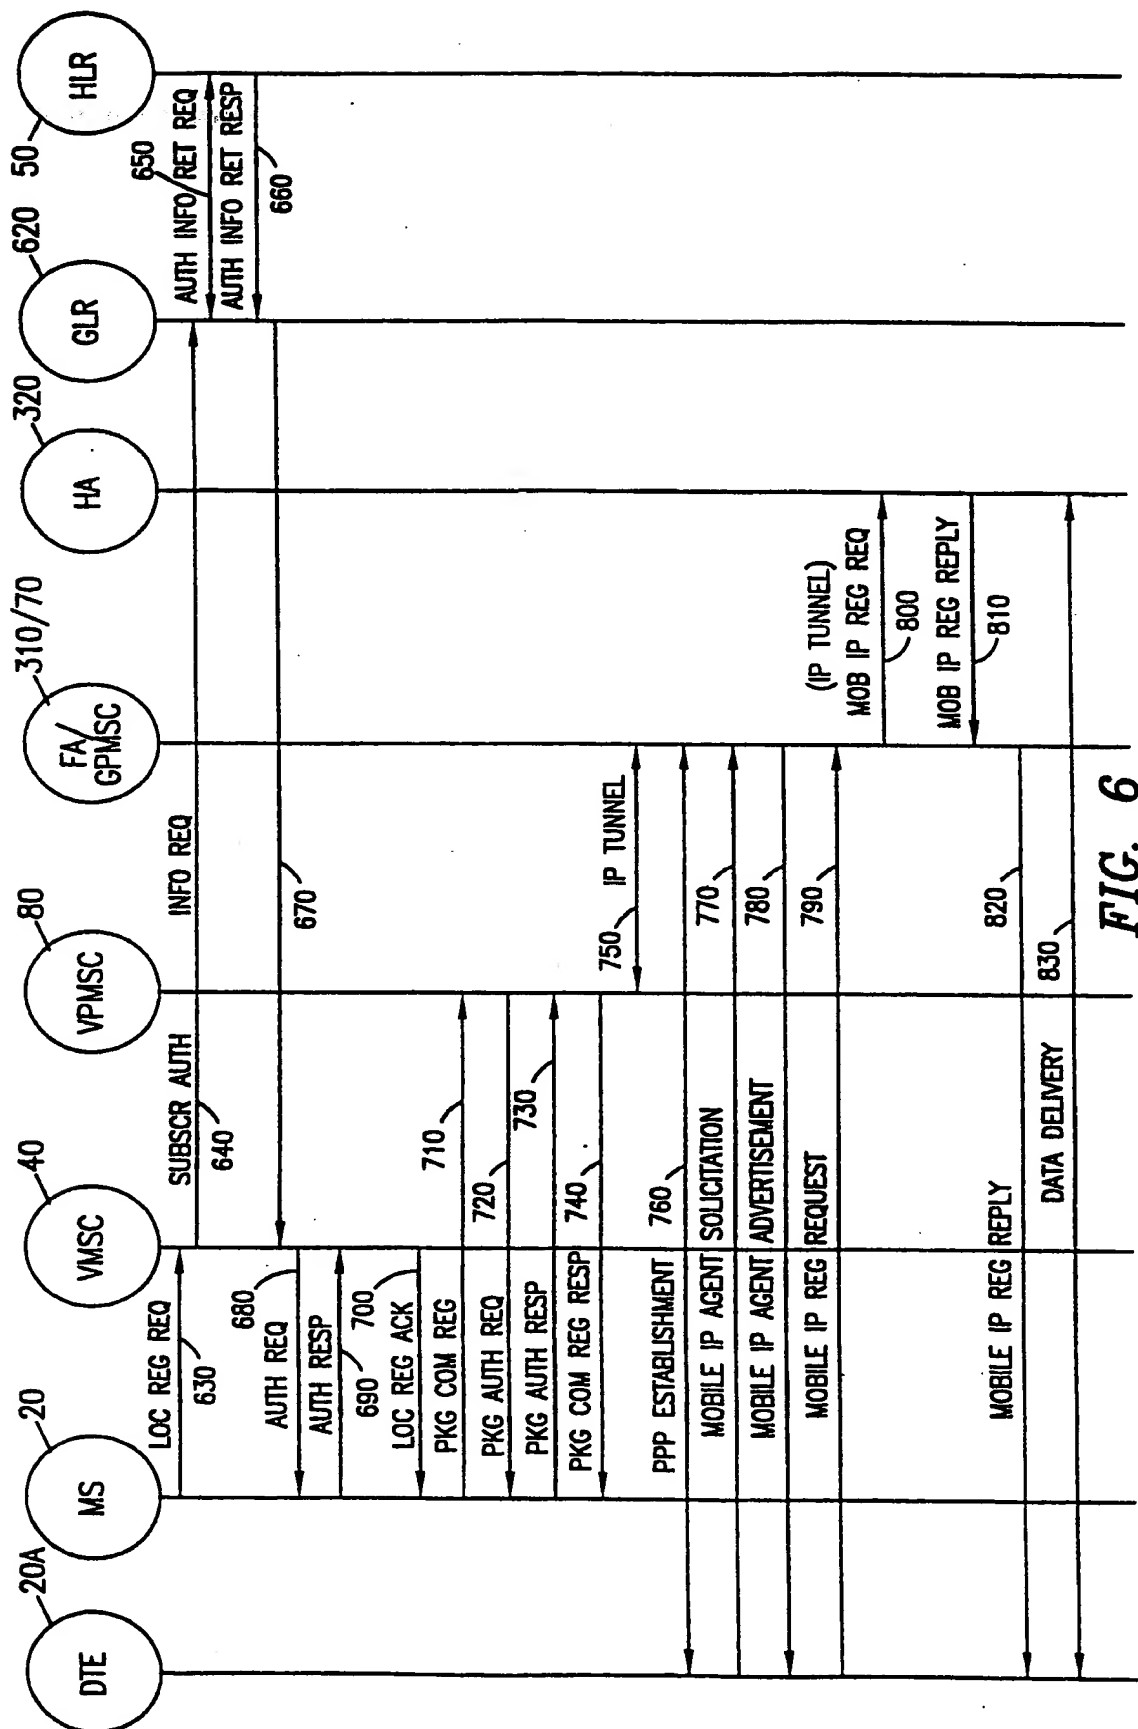 DTE
20A
MS
20
VMSC
40
VPMSC
80
FA/
GPMSC
310/70
HA
320
GLR
620
HLR
50
LOC REG REQ
630
SUBSCR AUTH INFO REQ
640
AUTH INFO RET REQ
650
AUTH INFO RET RESP
660
670
680
AUTH REQ
AUTH RESP
690
700
LOC REG ACK
PKG COM REG
710
PKG AUTH REQ
720
PKG AUTH RESP
730
PKG COM REG RESP
740
750
IP TUNNEL
PPP ESTABLISHMENT
760
MOBILE IP AGENT SOLICITATION
770
MOBILE IP AGENT ADVERTISEMENT
780
MOBILE IP REG REQUEST
790
(IP TUNNEL)
MOB IP REG REQ
800
MOB IP REG REPLY
810
MOBILE IP REG REPLY
820
DATA DELIVERY
830
FIG. 6